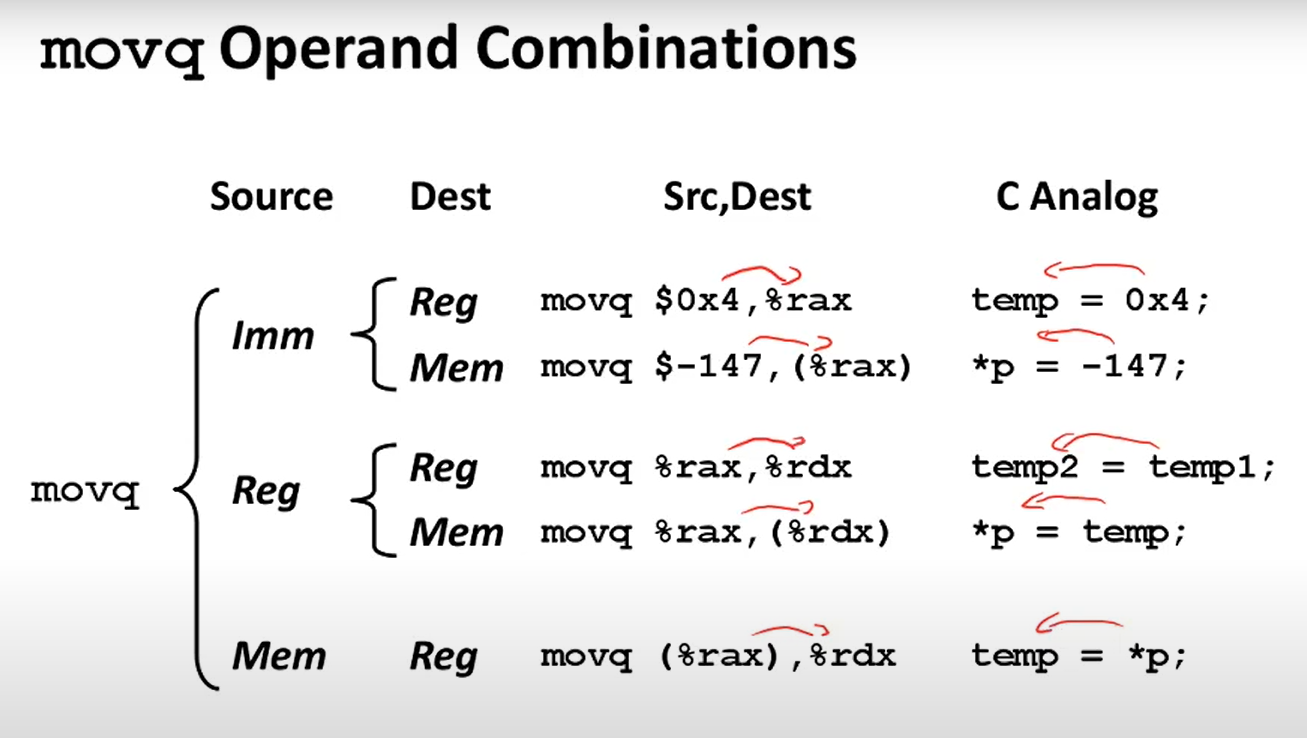 movq Operand Combinations
Source Dest Src,Dest C Analog
Reg movq $0x4,%rax temp = 0x4;
Imm
Mem movq $-147,(%rax) *p = -147;
Reg movq %rax,%rdx temp2 = temp1;
movq Reg
Mem movq %rax,(%rdx) *p = temp;
Mem Reg movq (%rax),%rdx temp = *p;